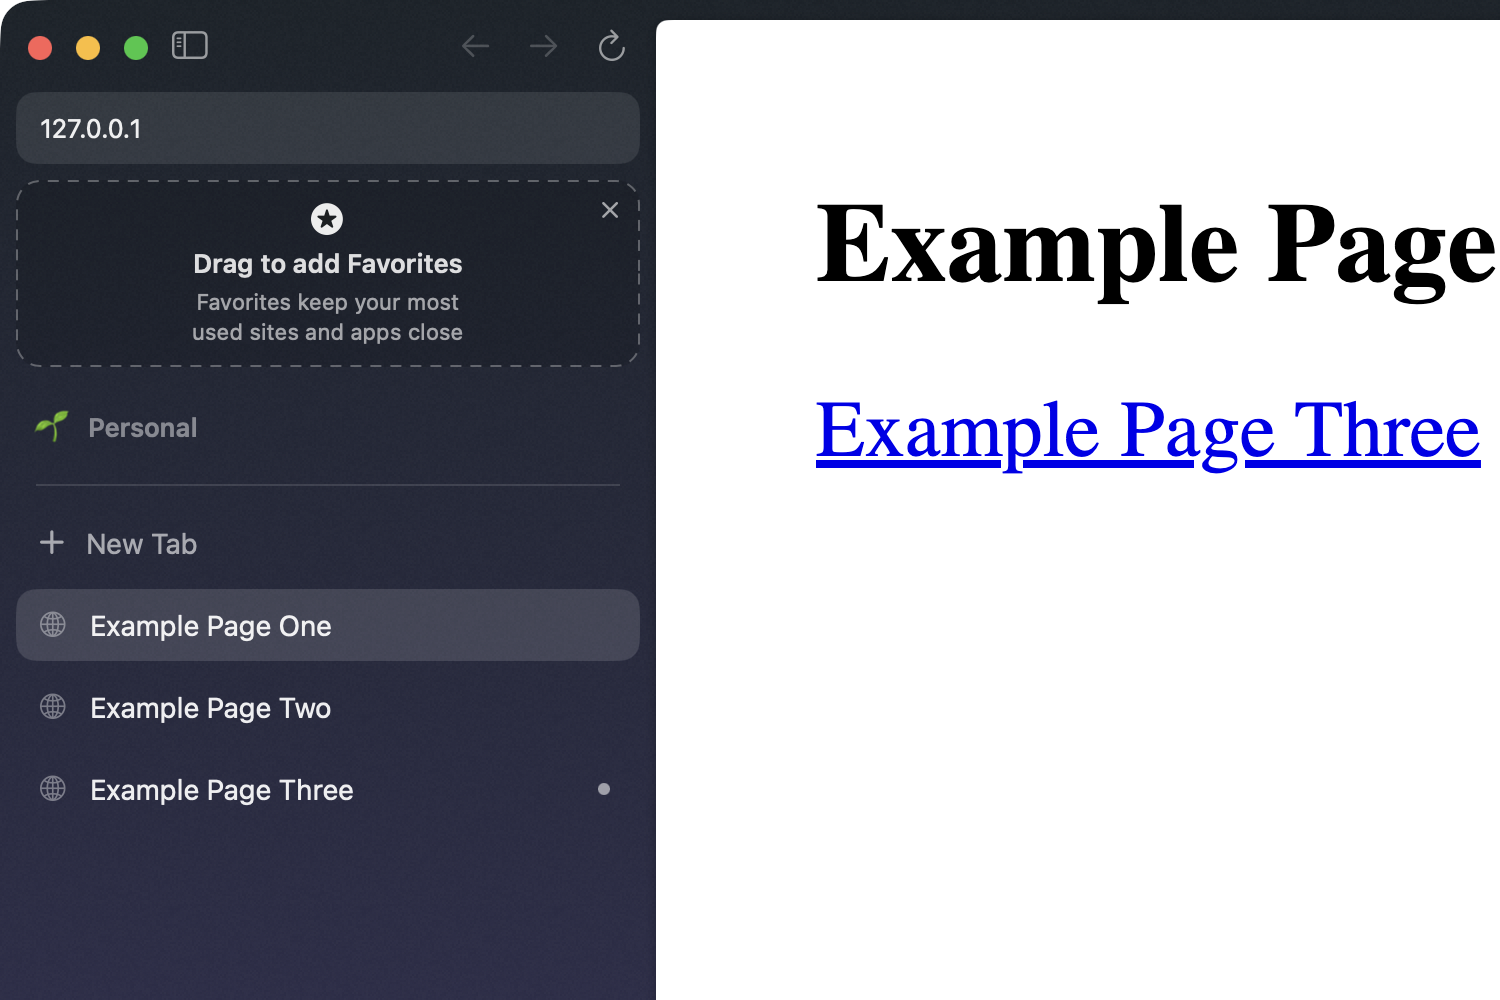 127.0.0.1
Drag to add Favorites
Favorites keep your most
used sites and apps close
Personal
New Tab
Example Page One
Example Page Two
Example Page Three
Example Page
Example Page Three